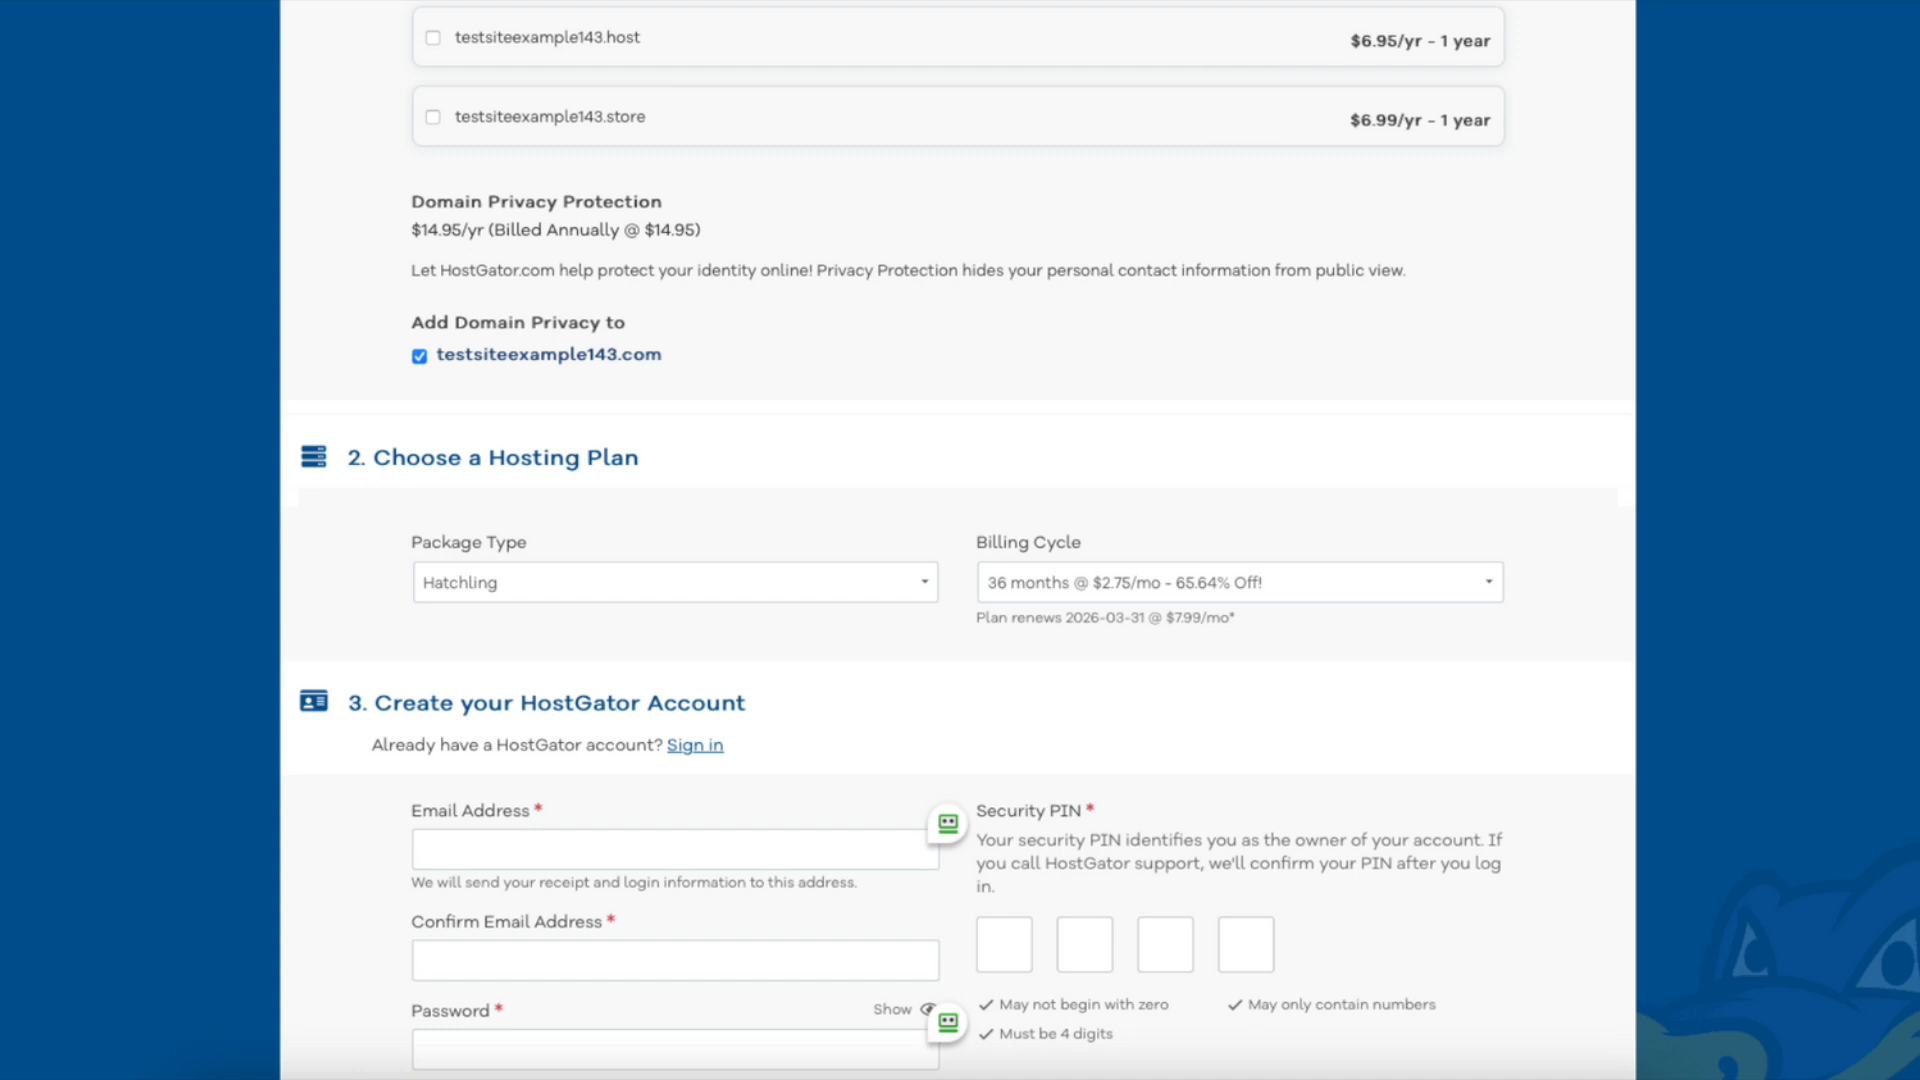 testsiteexample143.host
$6.95/yr - 1 year
testsiteexample143.store
$6.99/yr - 1 year
Domain Privacy Protection
$14.95/yr (Billed Annually @ $14.95)
Let HostGator.com help protect your identity online! Privacy Protection hides your personal contact information from public view.
Add Domain Privacy to
testsiteexample143.com
2. Choose a Hosting Plan
Package Type
Hatchling
Billing Cycle
36 months @ $2.75/mo - 65.64% Off!
Plan renews 2026-03-31 @ $7.99/mo*
3. Create your HostGator Account
Already have a HostGator account? Sign in
Email Address *
We will send your receipt and login information to this address.
Confirm Email Address *
Password *
Show
Security PIN *
Your security PIN identifies you as the owner of your account. If
you call HostGator support, we'll confirm your PIN after you log
in.
May not begin with zero
May only contain numbers
Must be 4 digits